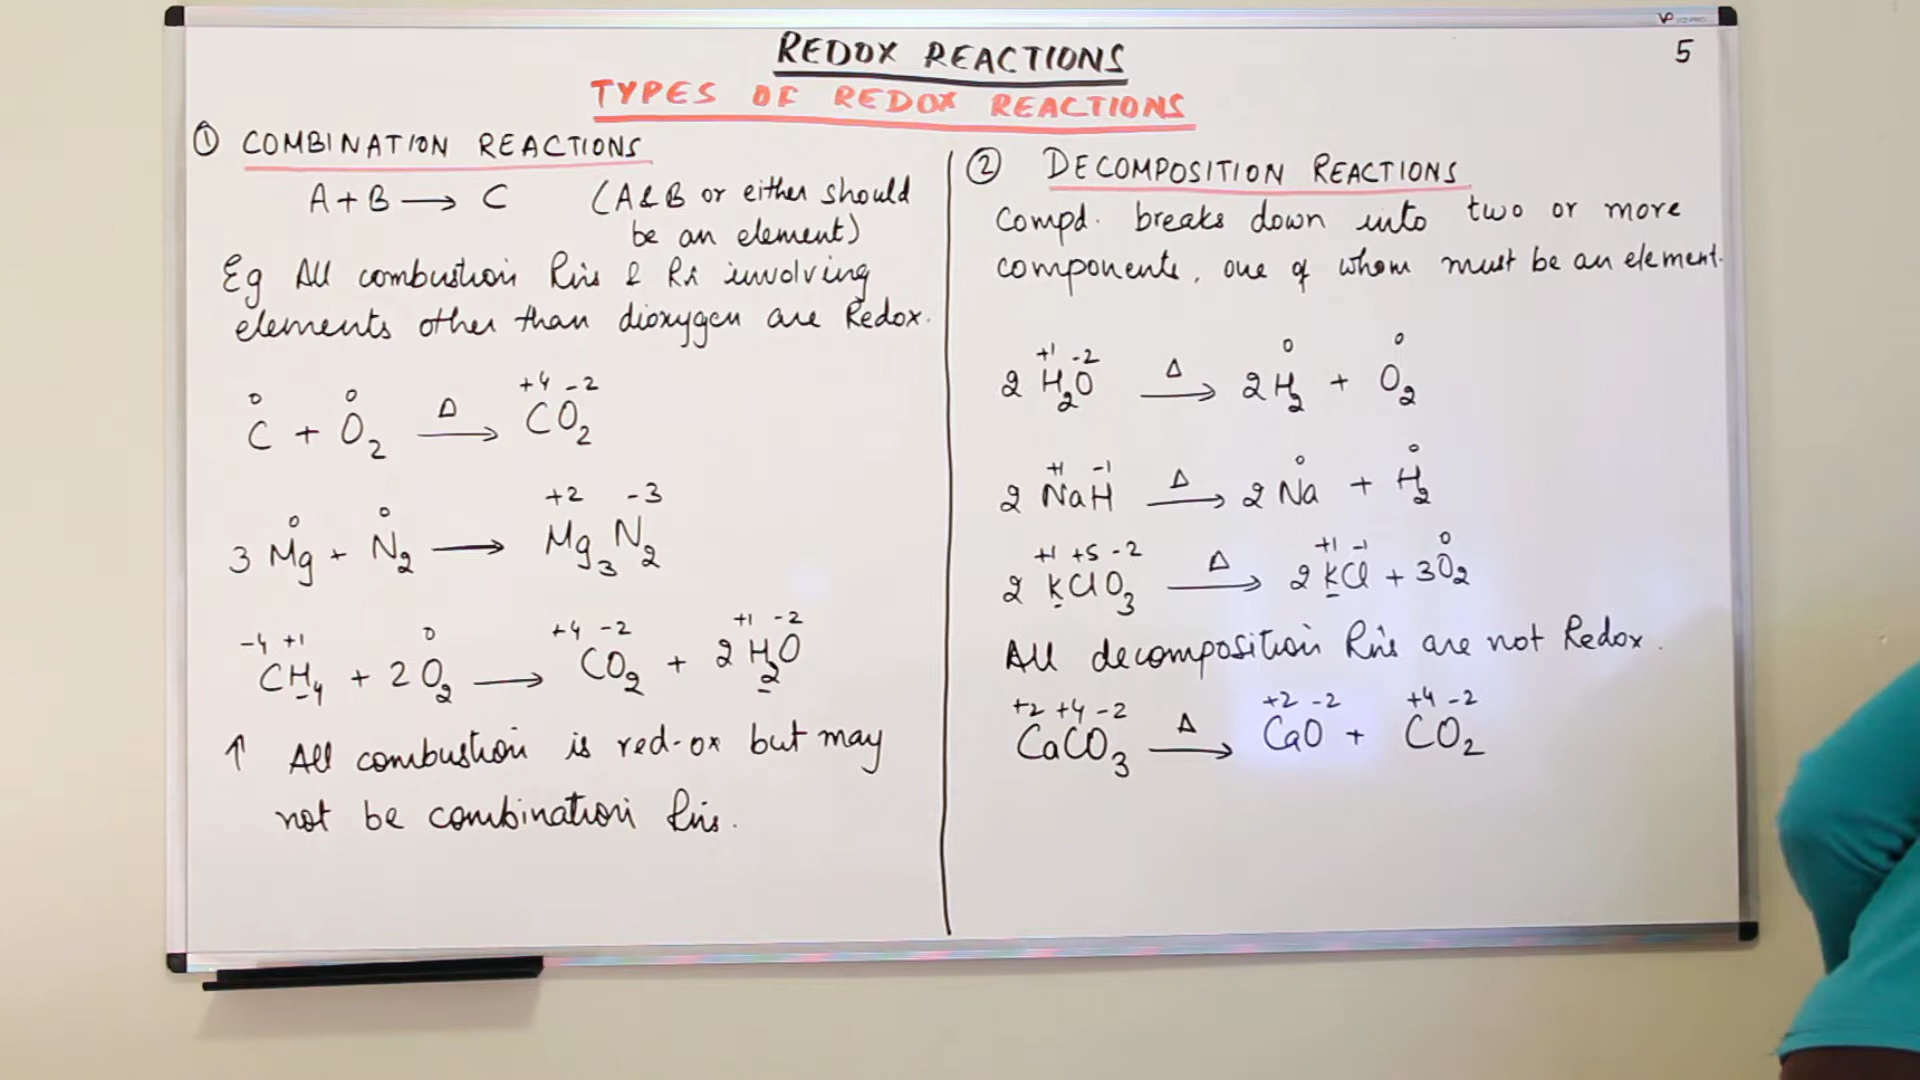 REDOX REACTIONS
5
TYPES OF REDOX REACTIONS
① COMBINATION REACTIONS
A + B ⟶ C (A & B or either should
be an element)
Eg All combustion Rxns & Rx involving
elements other than dioxygen are Redox.
0 0 Δ +4 -2
C + O₂ ⟶ CO₂
0 0 +2 -3
3 Mg + N₂ ⟶ Mg₃N₂
-4 +1 0 +4 -2 +1 -2
CH₄ + 2O₂ ⟶ CO₂ + 2H₂O
↑ All combustion is red-ox but may
not be combination Rxns.
② DECOMPOSITION REACTIONS
Compd. breaks down into two or more
components, one of whom must be an element.
+1 -2 Δ 0 0
2 H₂O ⟶ 2H₂ + O₂
+1 -1 Δ 0 0
2 NaH ⟶ 2 Na + H₂
+1 +5 -2 Δ +1 -1 0
2 KClO₃ ⟶ 2 KCl + 3O₂
All decomposition Rxns are not Redox.
+2 +4 -2 Δ +2 -2 +4 -2
CaCO₃ ⟶ CaO + CO₂